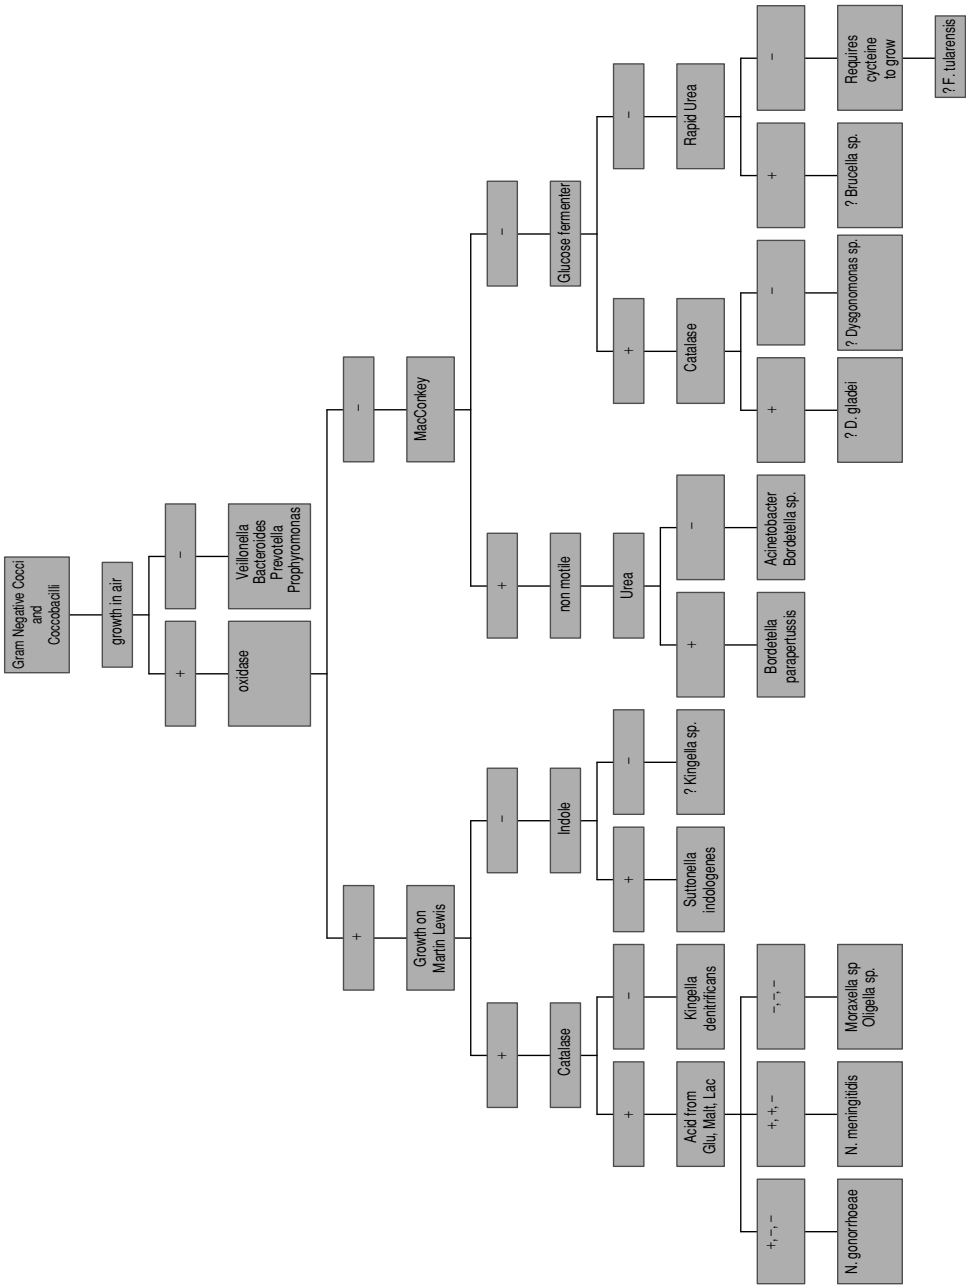 Gram Negative Cocci
and
Coccobacilli
growth in air
+
–
oxidase
Veillonella
Bacteroides
Prevotella
Prophyromonas
+
–
Growth on
Martin Lewis
MacConkey
+
–
+
–
Catalase
Indole
non motile
Glucose fermenter
+
–
+
–
Urea
+
–
Acid from
Glu, Malt, Lac
Kingella
denitrificans
Suttonella
indologenes
? Kingella sp.
+
–
Catalase
Rapid Urea
+, –, –
+, +, –
–, –, –
Bordetella
parapertussis
Acinetobacter
Bordetella sp.
+
–
+
–
N. gonorrhoeae
N. meningitidis
Moraxella sp
Oligella sp.
? D. gladei
? Dysgonomonas sp.
? Brucella sp.
Requires
cycteine
to grow
? F. tularensis